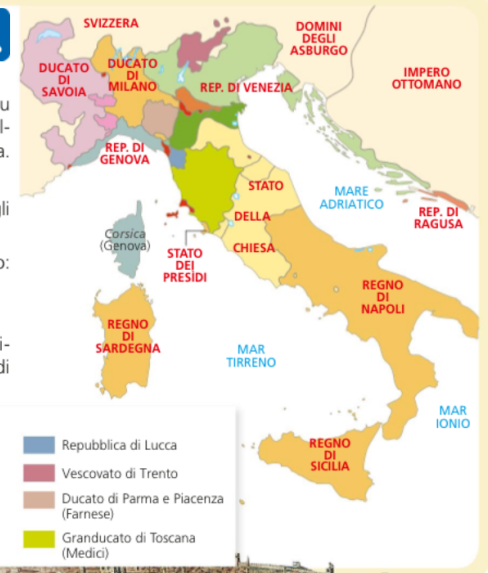 SVIZZERA
DOMINI
DEGLI
ASBURGO
IMPERO
OTTOMANO
DUCATO
DI
SAVOIA
DUCATO
DI
MILANO
REP. DI VENEZIA
REP. DI
GENOVA
STATO
DELLA
CHIESA
MARE
ADRIATICO
REP. DI
RAGUSA
Corsica
(Genova)
STATO
DEI
PRESÌDI
REGNO
DI
NAPOLI
REGNO
DI
SARDEGNA
MAR
TIRRENO
MAR
IONIO
REGNO
DI
SICILIA
Repubblica di Lucca
Vescovato di Trento
Ducato di Parma e Piacenza
(Farnese)
Granducato di Toscana
(Medici)
u
l-
a.
gli
o:
i-
di